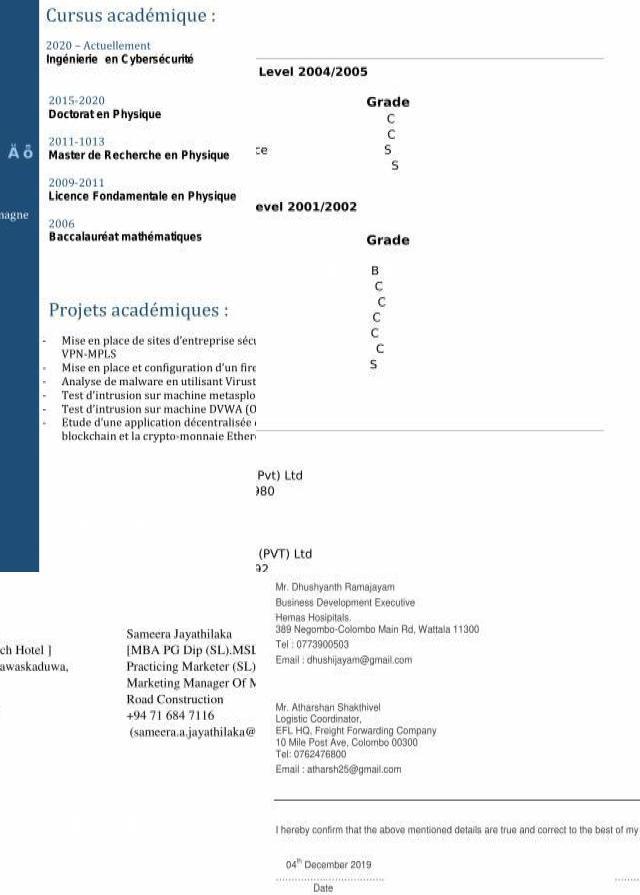 Cursus académique :
2020 – Actuellement
Ingénierie en Cybersécurité
2015-2020
Doctorat en Physique
2011-1013
Master de Recherche en Physique
2009-2011
Licence Fondamentale en Physique
2006
Baccalauréat mathématiques
magne
Projets académiques :
- Mise en place de sites d'entreprise sécu
VPN-MPLS
- Mise en place et configuration d'un fire
- Analyse de malware en utilisant Virust
- Test d'intrusion sur machine metasplo
- Test d'intrusion sur machine DVWA (O
- Etude d'une application décentralisée
blockchain et la crypto-monnaie Ether
Level 2004/2005
Grade
C
C
ce S
S
evel 2001/2002
Grade
B
C
C
C
C
C
S
Pvt) Ltd
980
(PVT) Ltd
92
ch Hotel ]
awaskaduwa,
Sameera Jayathilaka
[MBA PG Dip (SL).MSL
Practicing Marketer (SL)
Marketing Manager Of M
Road Construction
+94 71 684 7116
(sameera.a.jayathilaka@
Mr. Dhushyanth Ramajayam
Business Development Executive
Hemas Hosipitals.
389 Negombo-Colombo Main Rd, Wattala 11300
Tel : 0773900503
Email : dhushijayam@gmail.com
Mr. Atharshan Shakthivel
Logistic Coordinator,
EFL HQ, Freight Forwarding Company
10 Mile Post Ave, Colombo 00300
Tel: 0762476800
Email : atharsh25@gmail.com
I hereby confirm that the above mentioned details are true and correct to the best of my
04th December 2019
Date